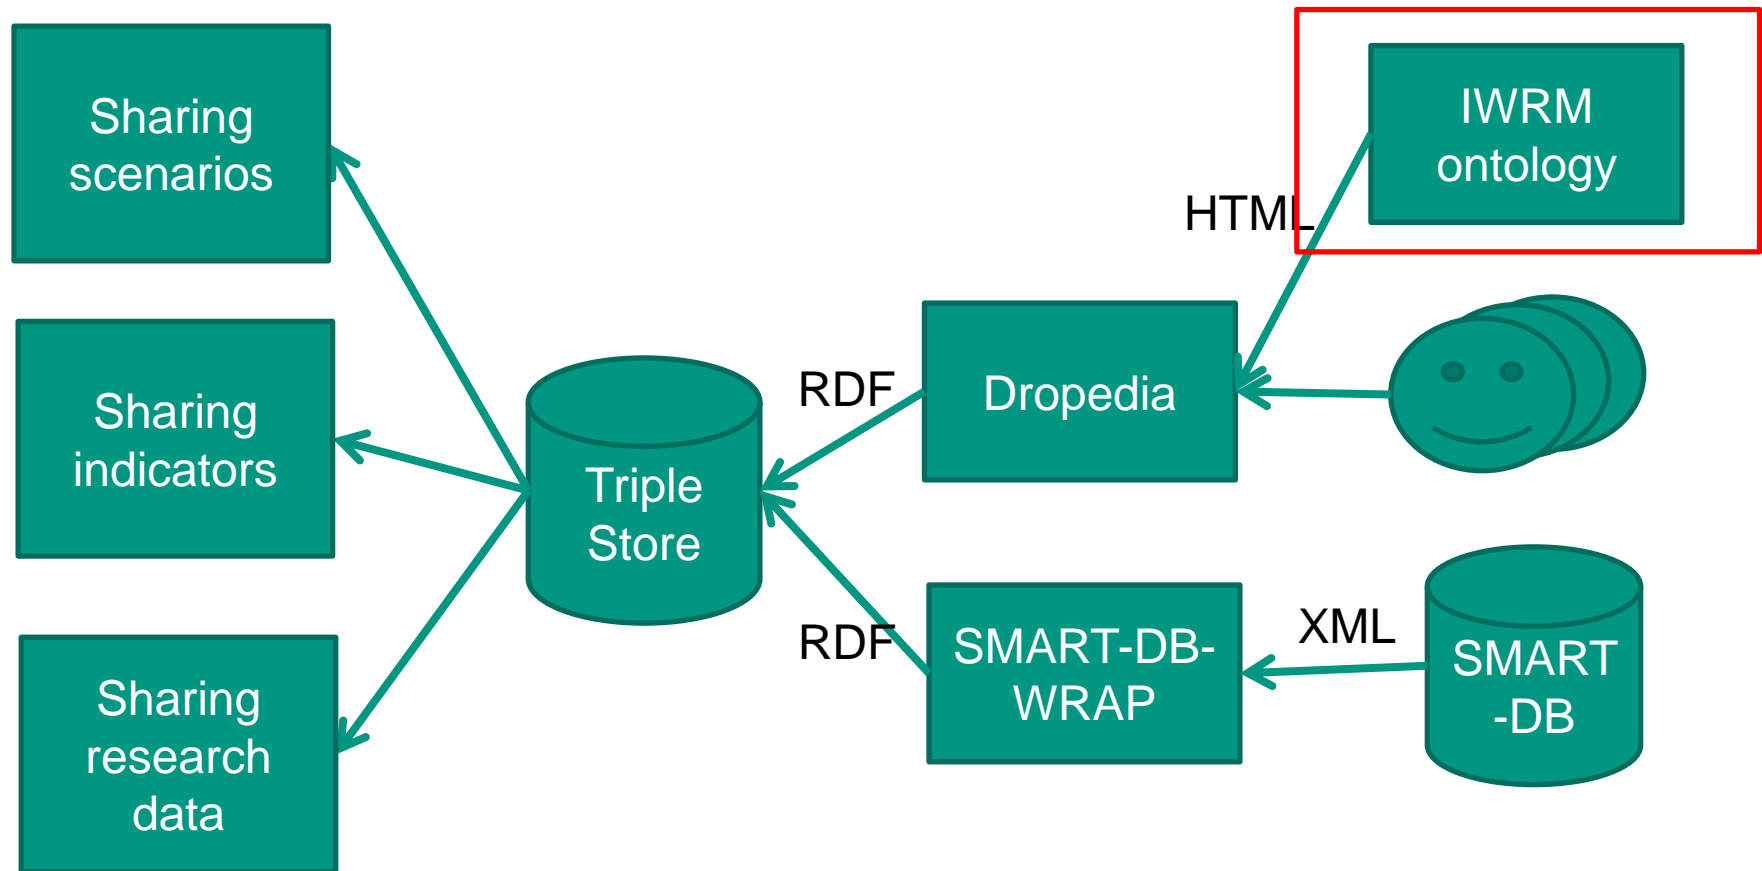 Sharing
scenarios
Sharing
indicators
Sharing
research
data
Triple
Store
RDF
RDF
Dropedia
SMART-DB-
WRAP
HTML
IWRM
ontology
XML
SMART
-DB